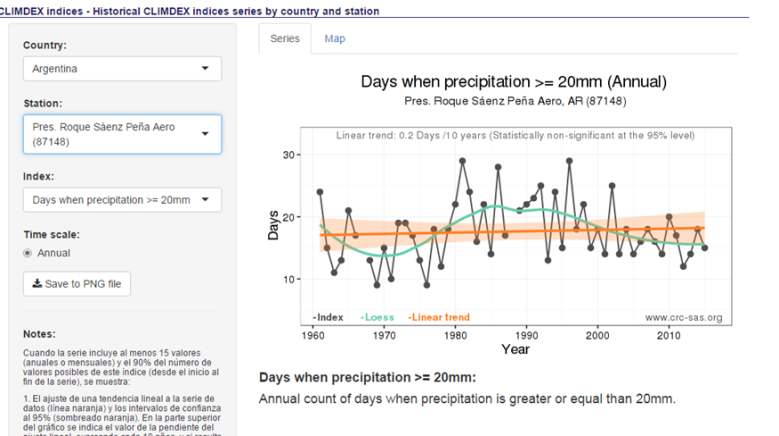 CLIMDEX indices - Historical CLIMDEX indices series by country and station
Country:
Argentina
Station:
Pres. Roque Sáenz Peña Aero
(87148)
Index:
Days when precipitation >= 20mm
Time scale:
Annual
Save to PNG file
Notes:
Cuando la serie incluye al menos 15 valores
(anuales o mensuales) y el 90% del número de
valores posibles de este índice (desde el inicio al
fin de la serie), se muestra:
1. El ajuste de una tendencia lineal a la serie de
datos (línea naranja) y los intervalos de confianza
al 95% (sombreado naranja). En la parte superior
del gráfico se indica el valor de la pendiente del
Series
Map
Days when precipitation >= 20mm (Annual)
Pres. Roque Sáenz Peña Aero, AR (87148)
Linear trend: 0.2 Days /10 years (Statistically non-significant at the 95% level)
30
20
10
Days
-Index -Loess -Linear trend
www.crc-sas.org
1960 1970 1980 1990 2000 2010
Year
Days when precipitation >= 20mm:
Annual count of days when precipitation is greater or equal than 20mm.